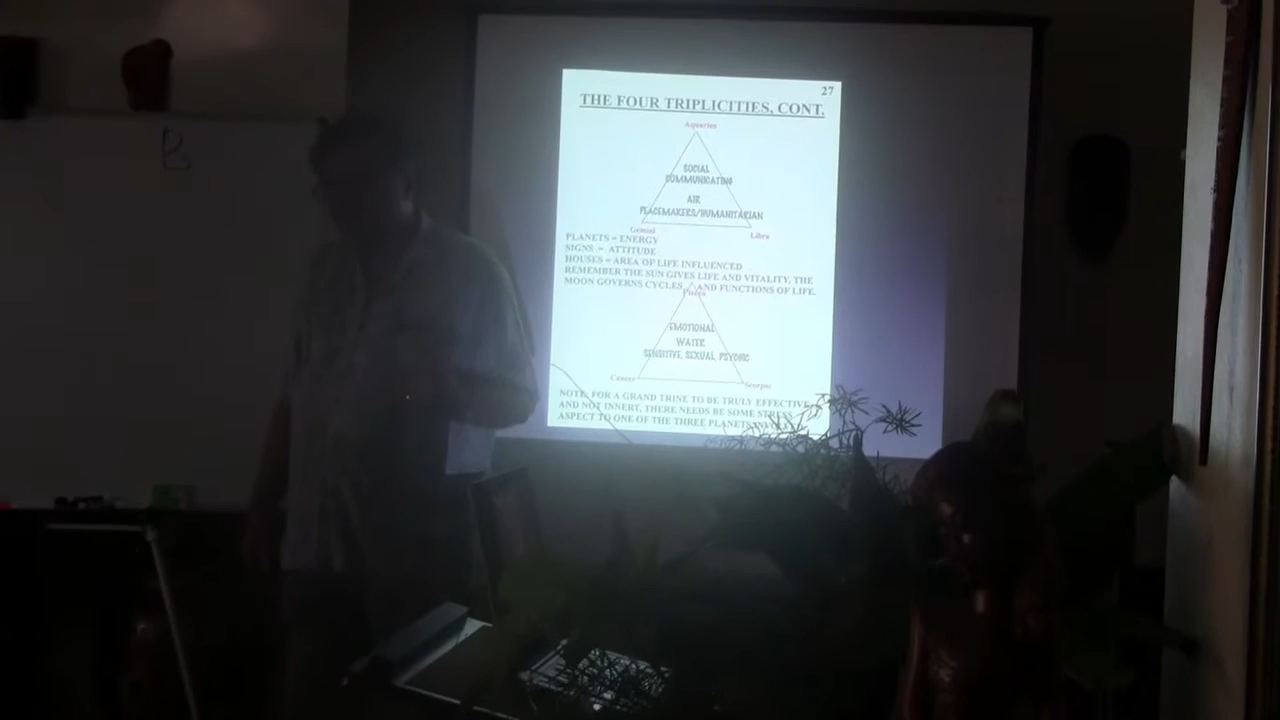 27
THE FOUR TRIPLICITIES, CONT.
Aquaries
SOCIAL
COMMUNICATING
AIR
PEACEMAKERS/HUMANITARIAN
Gemini
Libra
PLANETS = ENERGY
SIGNS = ATTITUDE
HOUSES = AREA OF LIFE INFLUENCED
REMEMBER THE SUN GIVES LIFE AND VITALITY, THE
MOON GOVERNS CYCLES AND FUNCTIONS OF LIFE.
Pisces
EMOTIONAL
WATER
SENSITIVE, SEXUAL, PSYCHIC
Cancer
Scorpio
NOTE: FOR A GRAND TRINE TO BE TRULY EFFECTIVE
AND NOT INNERT, THERE NEEDS BE SOME STRESS
ASPECT TO ONE OF THE THREE PLANETS